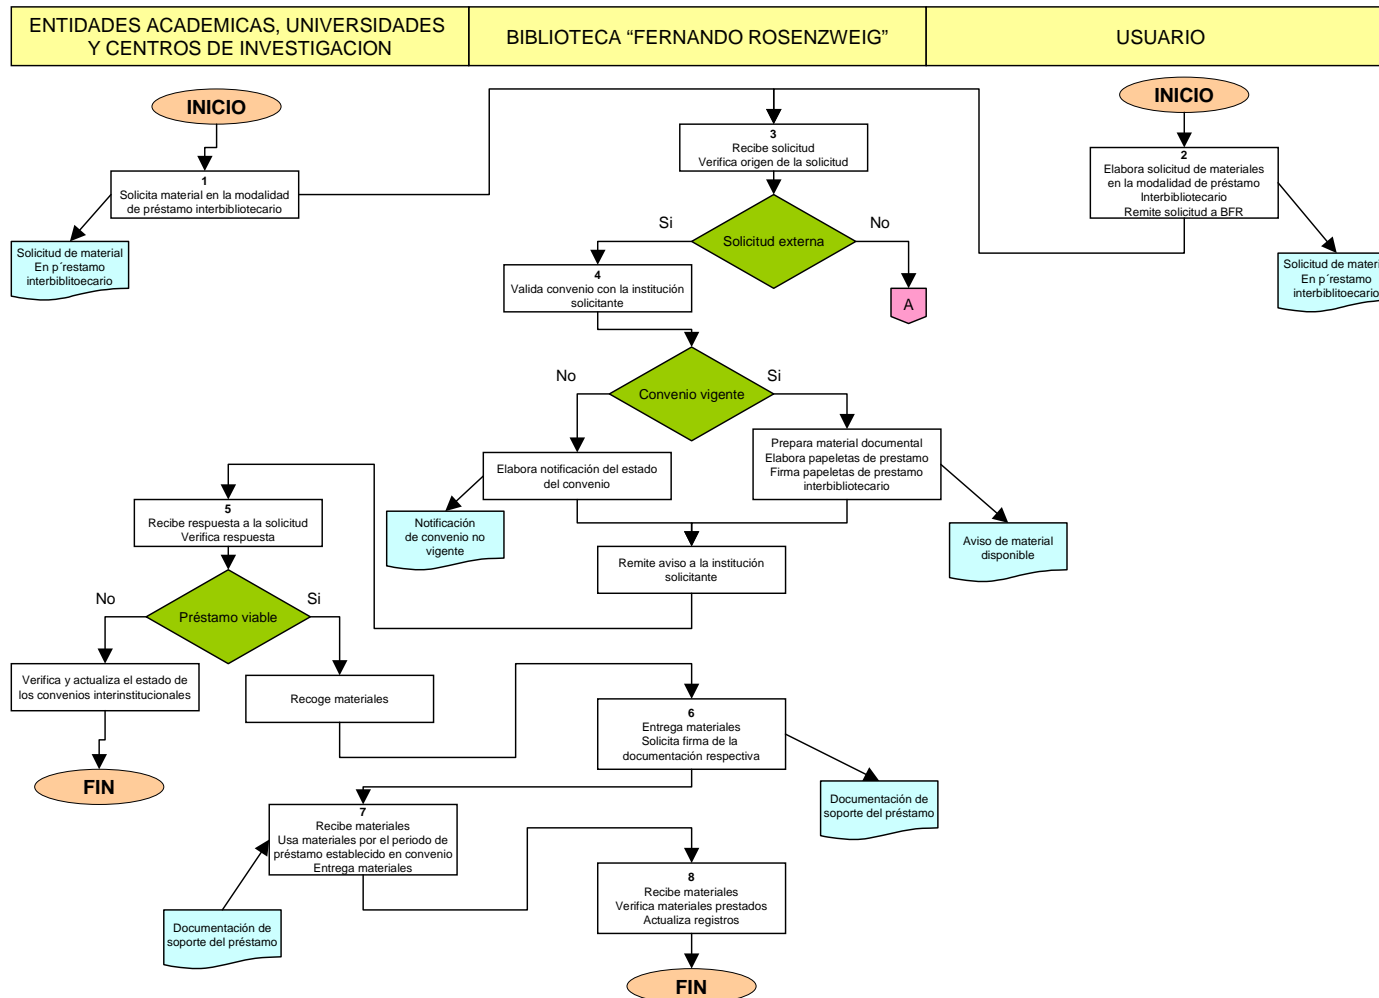 ENTIDADES ACADEMICAS, UNIVERSIDADES
Y CENTROS DE INVESTIGACION
BIBLIOTECA “FERNANDO ROSENZWEIG”
USUARIO
INICIO
INICIO
1
Solicita material en la modalidad
de préstamo interbibliotecario
Solicitud de material
En p´restamo
interbiblitoecario
3
Recibe solicitud
Verifica origen de la solicitud
2
Elabora solicitud de materiales
en la modalidad de préstamo
Interbibliotecario
Remite solicitud a BFR
Solicitud de materia
En p´restamo
interbiblitoecario
Si
Solicitud externa
No
A
4
Valida convenio con la institución
solicitante
No
Convenio vigente
Si
Elabora notificación del estado
del convenio
Prepara material documental
Elabora papeletas de prestamo
Firma papeletas de prestamo
interbibliotecario
Notificación
de convenio no
vigente
Aviso de material
disponible
Remite aviso a la institución
solicitante
5
Recibe respuesta a la solicitud
Verifica respuesta
No
Préstamo viable
Si
Verifica y actualiza el estado de
los convenios interinstitucionales
Recoge materiales
FIN
6
Entrega materiales
Solicita firma de la
documentación respectiva
Documentación de
soporte del préstamo
7
Recibe materiales
Usa materiales por el periodo de
préstamo establecido en convenio
Entrega materiales
Documentación de
soporte del préstamo
8
Recibe materiales
Verifica materiales prestados
Actualiza registros
FIN